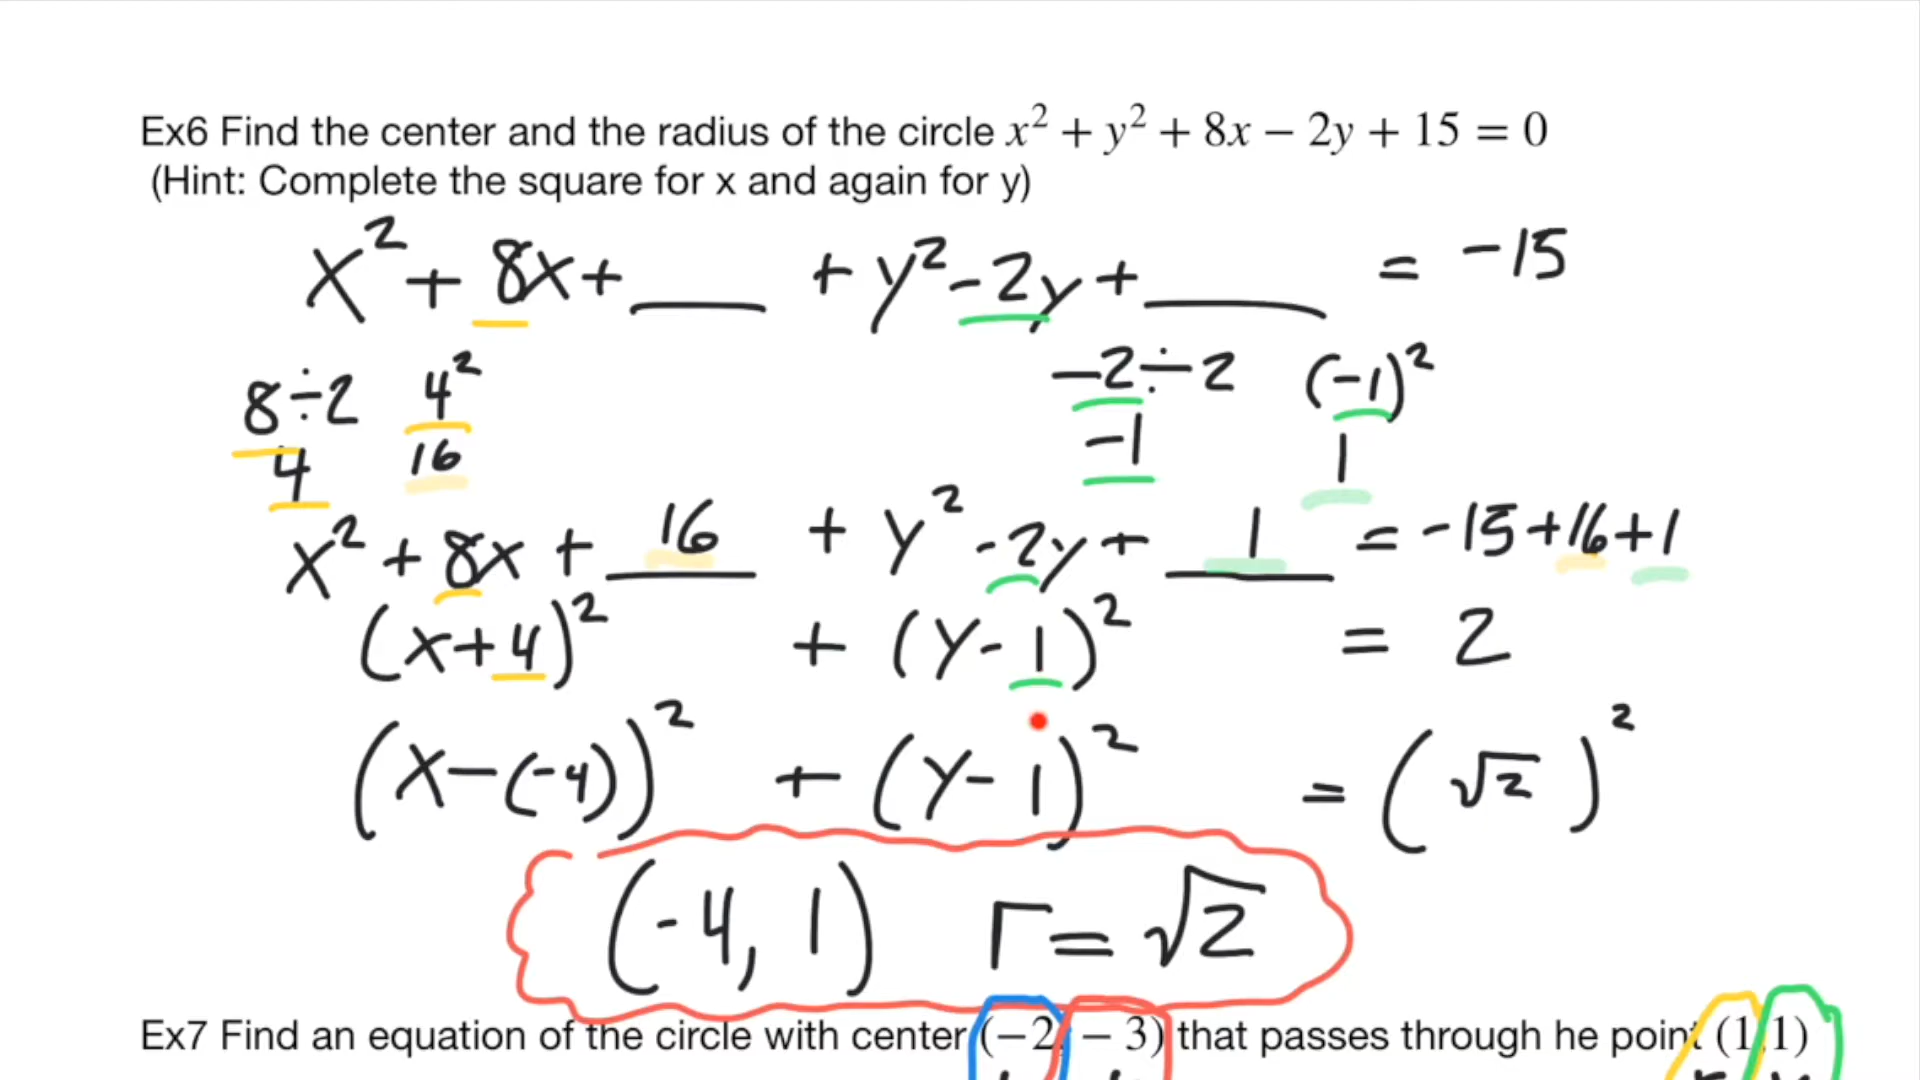 Ex6 Find the center and the radius of the circle x² + y² + 8x − 2y + 15 = 0
(Hint: Complete the square for x and again for y)
x² + 8x + ___ + y² - 2y + ___ = -15
8÷2 4² -2÷2 (-1)²
4 16 -1 1
x² + 8x + 16 + y² - 2y + 1 = -15+16+1
(x+4)² + (y-1)² = 2
(x-(-4))² + (y-1)² = (√2)²
(-4, 1) r = √2
Ex7 Find an equation of the circle with center (−2, − 3) that passes through he point (1,1)